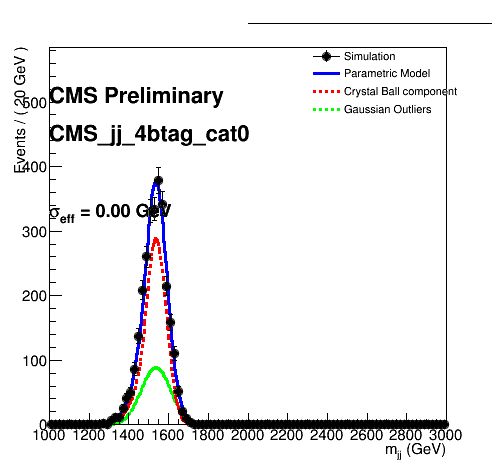 Simulation
Parametric Model
Crystal Ball component
Gaussian Outliers
CMS Preliminary
CMS_jj_4btag_cat0
σeff = 0.00 GeV
Events / ( 20 GeV )
600
400
300
200
100
0
1000 1200 1400 1600 1800 2000 2200 2400 2600 2800 3000
mjj (GeV)